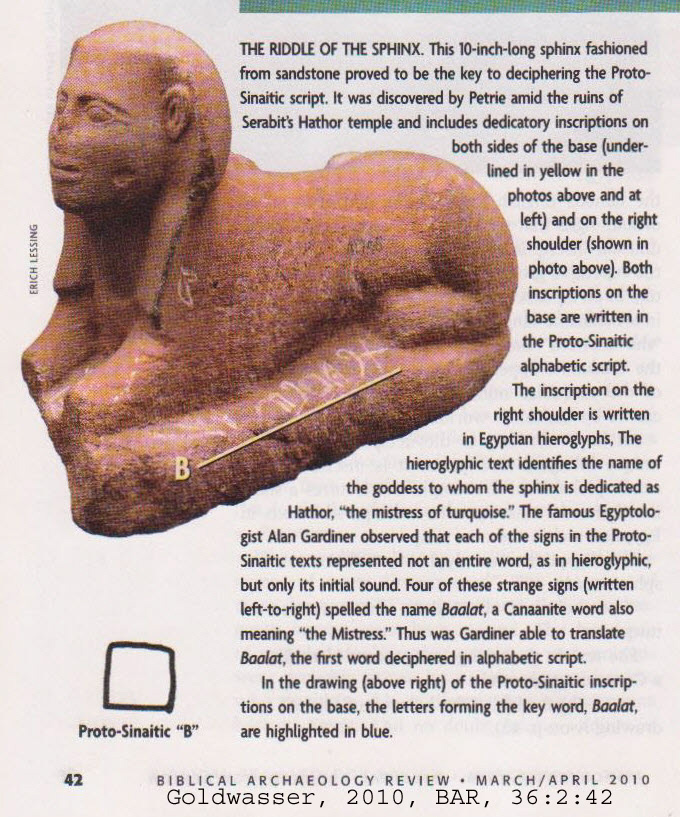 THE RIDDLE OF THE SPHINX. This 10-inch-long sphinx fashioned
from sandstone proved to be the key to deciphering the Proto-
Sinaitic script. It was discovered by Petrie amid the ruins of
Serabit's Hathor temple and includes dedicatory inscriptions on
both sides of the base (under-
lined in yellow in the
photos above and at
left) and on the right
shoulder (shown in
photo above). Both
inscriptions on the
base are written in
the Proto-Sinaitic
alphabetic script.
The inscription on the
right shoulder is written
in Egyptian hieroglyphs, The
hieroglyphic text identifies the name of
the goddess to whom the sphinx is dedicated as
Hathor, "the mistress of turquoise." The famous Egyptolo-
gist Alan Gardiner observed that each of the signs in the Proto-
Sinaitic texts represented not an entire word, as in hieroglyphic,
but only its initial sound. Four of these strange signs (written
left-to-right) spelled the name Baalat, a Canaanite word also
meaning "the Mistress." Thus was Gardiner able to translate
Baalat, the first word deciphered in alphabetic script.
In the drawing (above right) of the Proto-Sinaitic inscrip-
tions on the base, the letters forming the key word, Baalat,
are highlighted in blue.
ERICH LESSING
B
Proto-Sinaitic "B"
42
BIBLICAL ARCHAEOLOGY REVIEW • MARCH/APRIL 2010
Goldwasser, 2010, BAR, 36:2:42